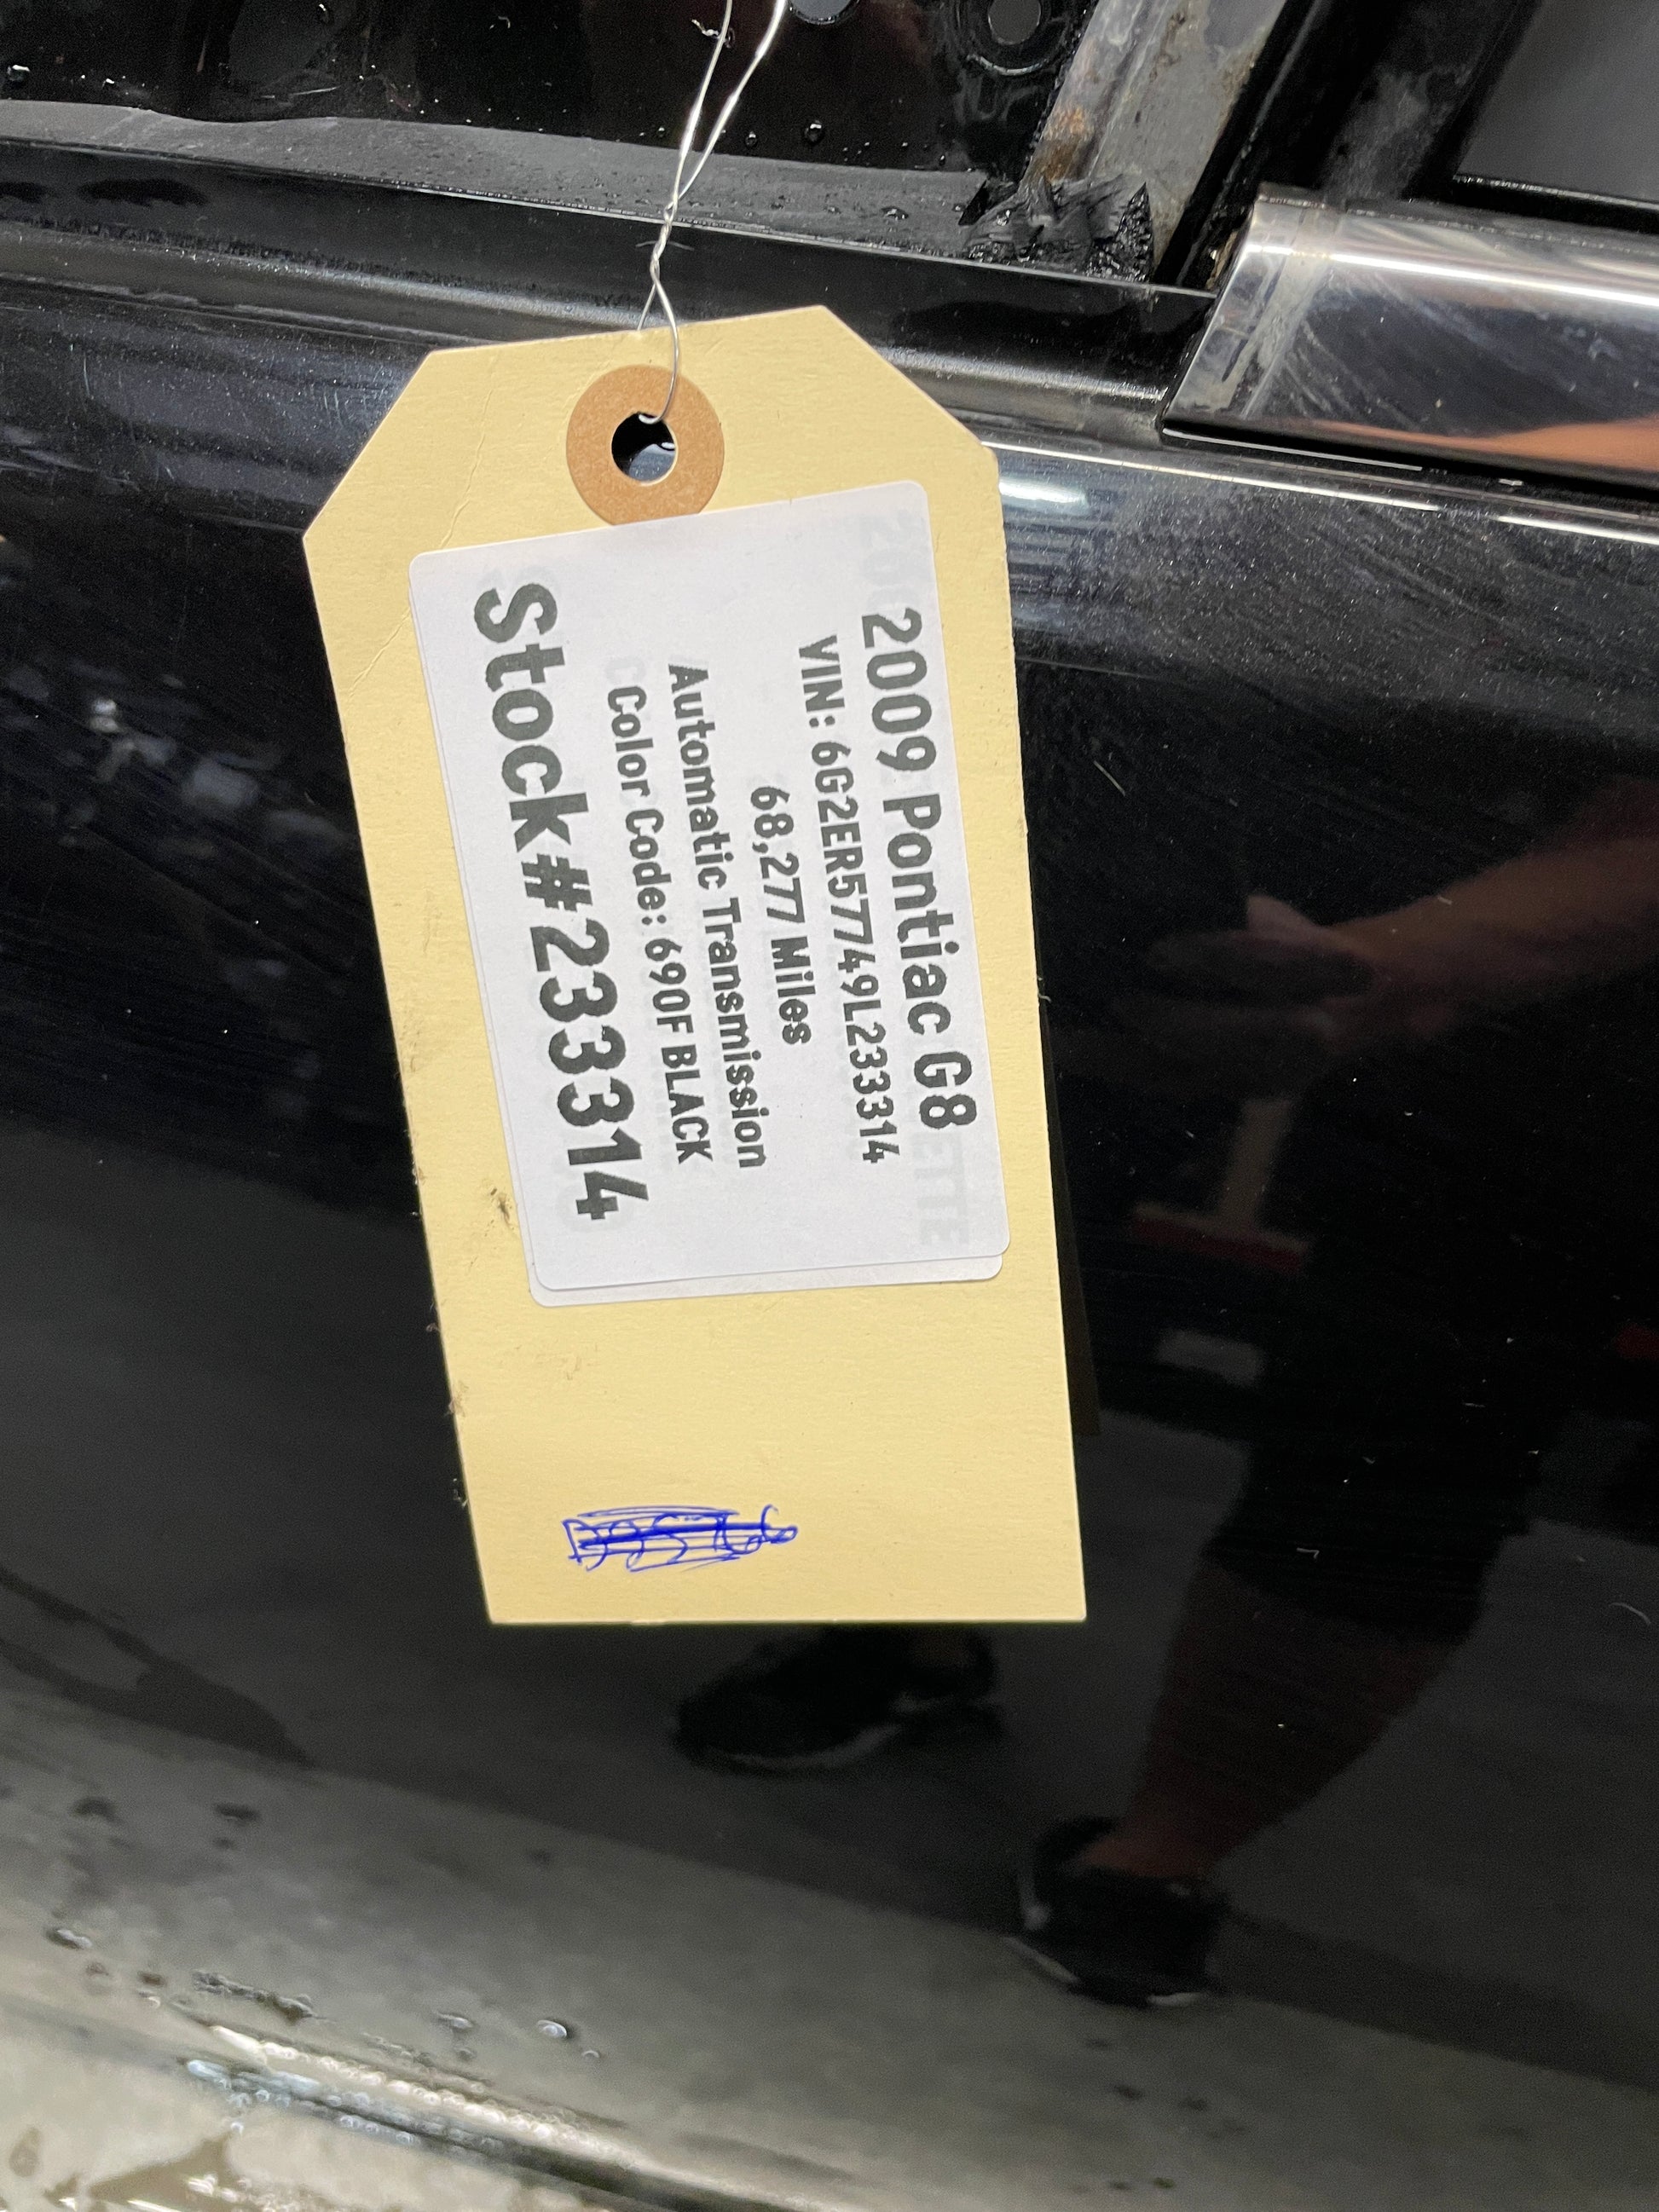 2009 Pontiac G8
VIN: 6G2ER57749L233314
68,277 Miles
Automatic Transmission
Color Code: 690F BLACK
Stock#233314